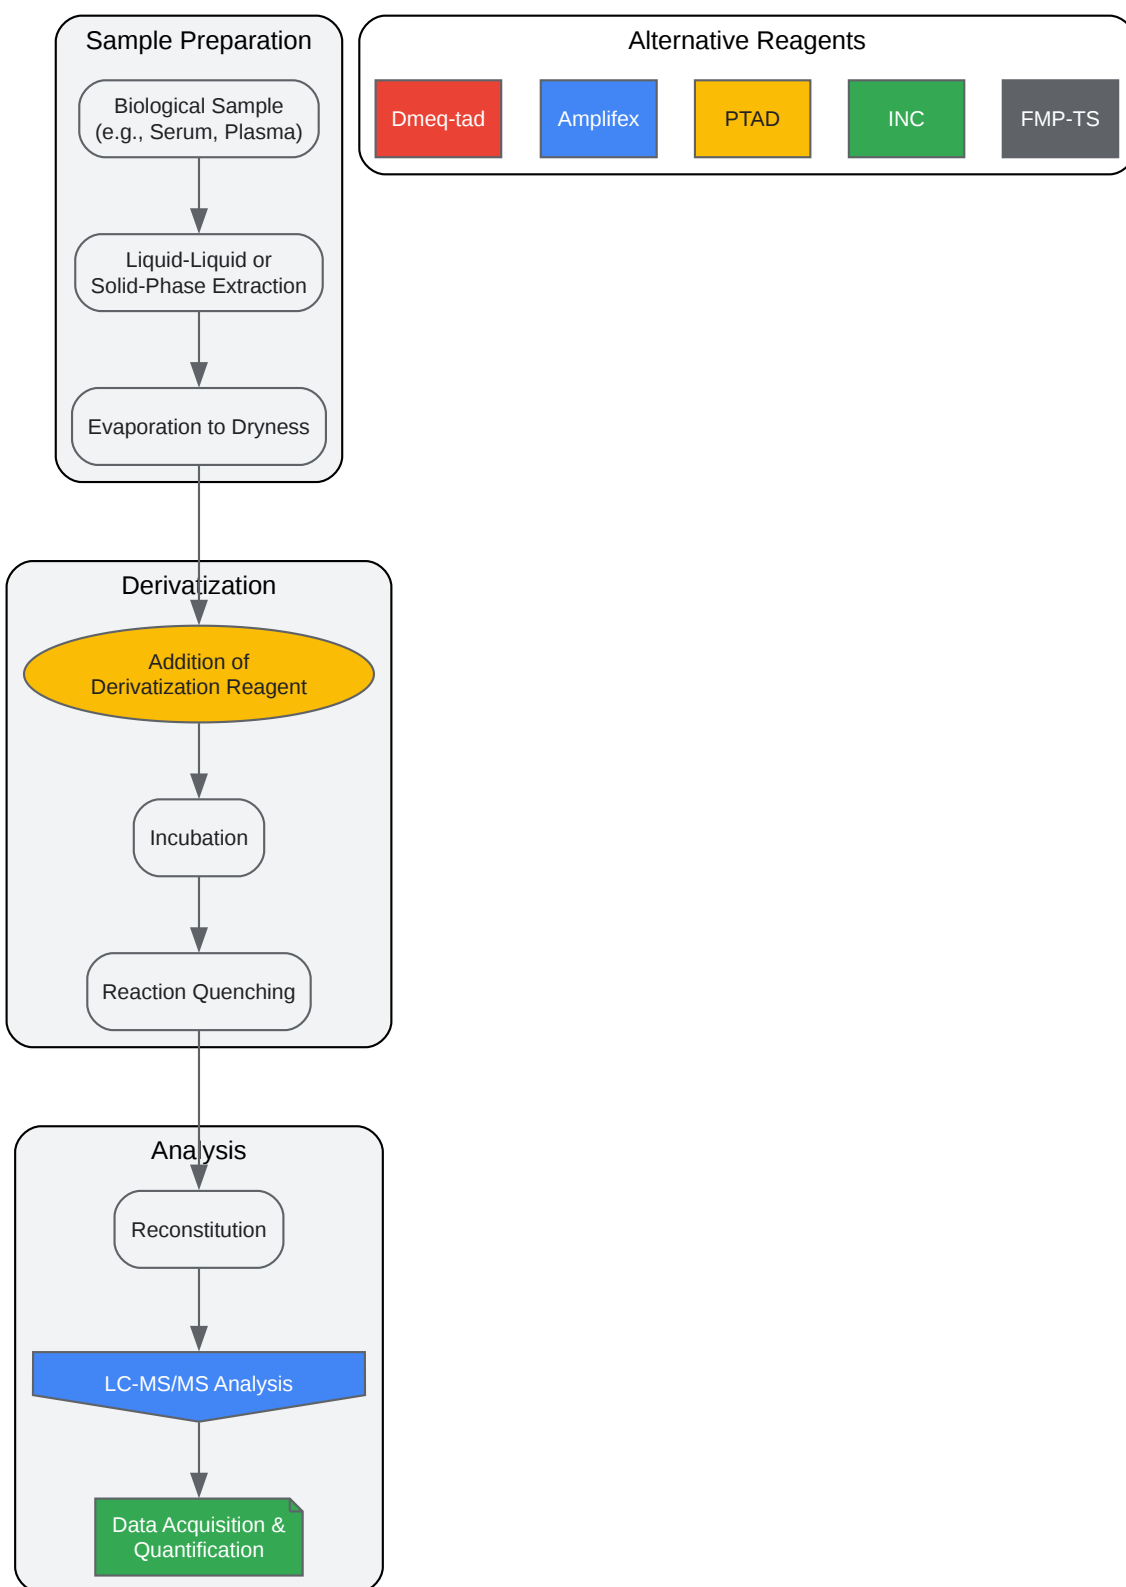 Sample Preparation
Biological Sample
(e.g., Serum, Plasma)
Liquid-Liquid or
Solid-Phase Extraction
Evaporation to Dryness
Alternative Reagents
Dmeq-tad
Amplifex
PTAD
INC
FMP-TS
Derivatization
Addition of
Derivatization Reagent
Incubation
Reaction Quenching
Analysis
Reconstitution
LC-MS/MS Analysis
Data Acquisition &
Quantification